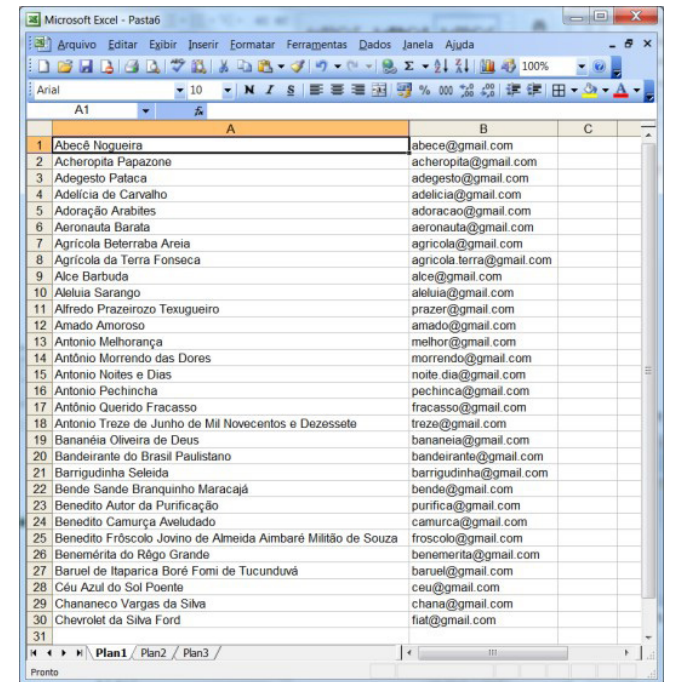 Microsoft Excel - Pasta6
Arquivo Editar Exibir Inserir Formatar Ferramentas Dados Janela Ajuda
100%
Arial 10 N I S % 000
A1 fx
A B C
1 Abecê Nogueira abece@gmail.com
2 Acheropita Papazone acheropita@gmail.com
3 Adegesto Pataca adegesto@gmail.com
4 Adelícia de Carvalho adelicia@gmail.com
5 Adoração Arabites adoracao@gmail.com
6 Aeronauta Barata aeronauta@gmail.com
7 Agrícola Beterraba Areia agricola@gmail.com
8 Agrícola da Terra Fonseca agricola.terra@gmail.com
9 Alce Barbuda alce@gmail.com
10 Aleluia Sarango aleluia@gmail.com
11 Alfredo Prazeirozo Texugueiro prazer@gmail.com
12 Amado Amoroso amado@gmail.com
13 Antonio Melhorança melhor@gmail.com
14 Antônio Morrendo das Dores morrendo@gmail.com
15 Antonio Noites e Dias noite.dia@gmail.com
16 Antonio Pechincha pechinca@gmail.com
17 Antônio Querido Fracasso fracasso@gmail.com
18 Antonio Treze de Junho de Mil Novecentos e Dezessete treze@gmail.com
19 Bananéia Oliveira de Deus bananeia@gmail.com
20 Bandeirante do Brasil Paulistano bandeirante@gmail.com
21 Barrigudinha Seleida barrigudinha@gmail.com
22 Bende Sande Branquinho Maracajá bende@gmail.com
23 Benedito Autor da Purificação purifica@gmail.com
24 Benedito Camurça Aveludado camurca@gmail.com
25 Benedito Frôscolo Jovino de Almeida Aimbaré Militão de Souza froscolo@gmail.com
26 Benemérita do Rêgo Grande benemerita@gmail.com
27 Baruel de Itaparica Boré Fomi de Tucunduvá baruel@gmail.com
28 Céu Azul do Sol Poente ceu@gmail.com
29 Chananeco Vargas da Silva chana@gmail.com
30 Chevrolet da Silva Ford fiat@gmail.com
31
Plan1 Plan2 Plan3
Pronto